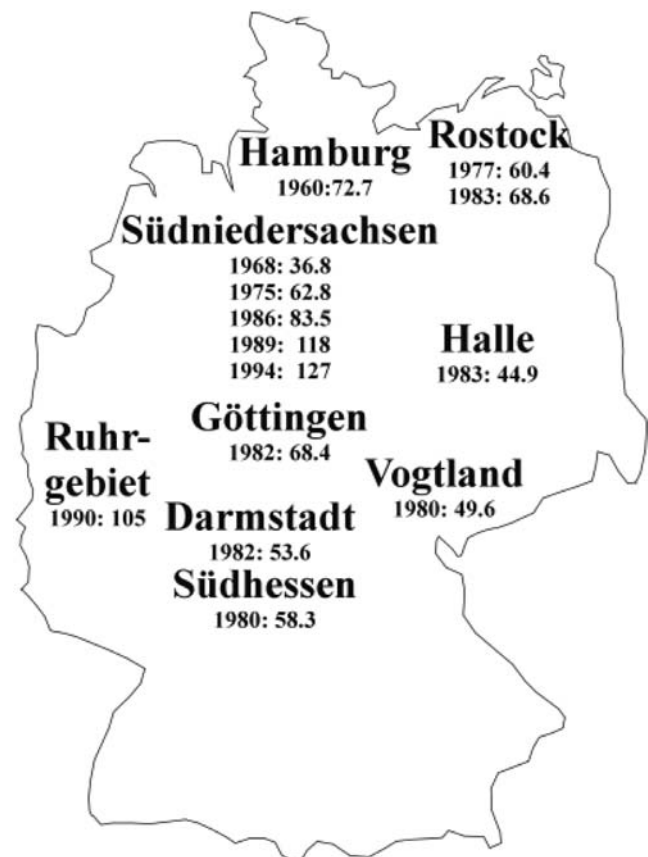 Hamburg
1960:72.7
Rostock
1977: 60.4
1983: 68.6
Südniedersachsen
1968: 36.8
1975: 62.8
1986: 83.5
1989: 118
1994: 127
Halle
1983: 44.9
Göttingen
1982: 68.4
Ruhr-
gebiet
1990: 105
Vogtland
1980: 49.6
Darmstadt
1982: 53.6
Südhessen
1980: 58.3